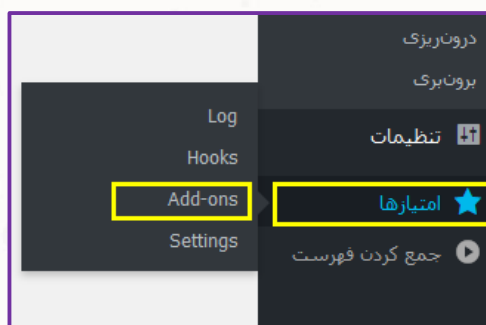 درون‌ریزی
برون‌بری
تنظیمات
امتیازها
جمع کردن فهرست
Log
Hooks
Add-ons
Settings